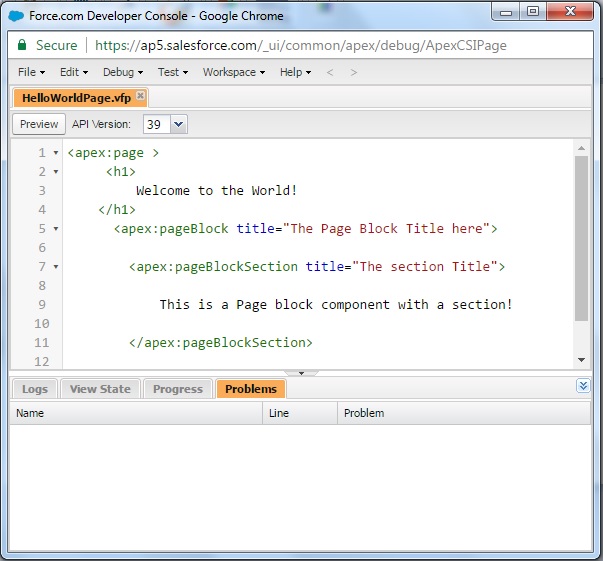 Force.com Developer Console - Google Chrome
Secure https://ap5.salesforce.com/_ui/common/apex/debug/ApexCSIPage
File Edit Debug Test Workspace Help < >
HelloWorldPage.vfp
Preview API Version: 39
1 <apex:page >
2 <h1>
3 Welcome to the World!
4 </h1>
5 <apex:pageBlock title="The Page Block Title here">
6
7 <apex:pageBlockSection title="The section Title">
8
9 This is a Page block component with a section!
10
11 </apex:pageBlockSection>
12
Logs View State Progress Problems
Name Line Problem